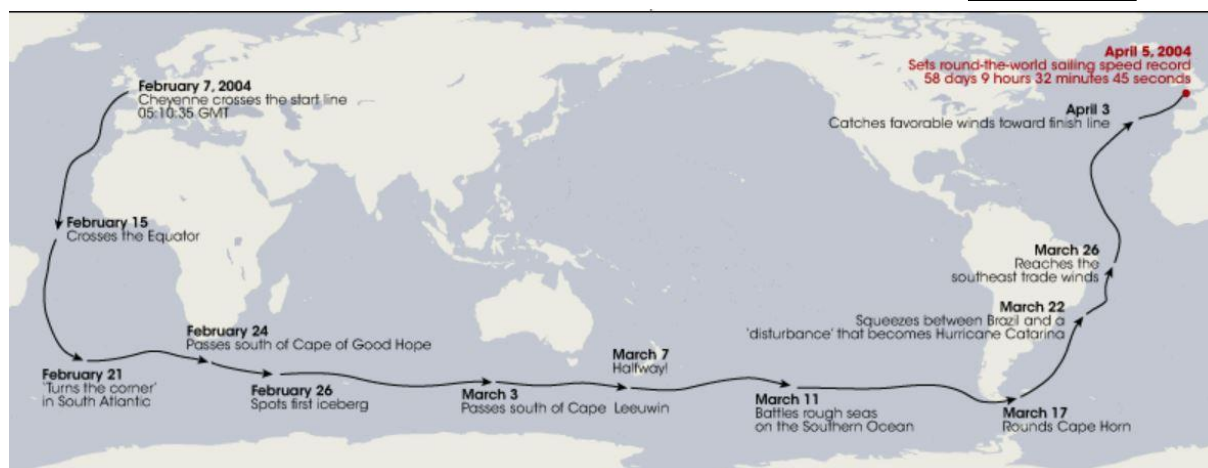 February 7, 2004
Cheyenne crosses the start line
05:10:35 GMT
February 15
Crosses the Equator
February 21
'Turns the corner'
in South Atlantic
February 24
Passes south of Cape of Good Hope
February 26
Spots first iceberg
March 3
Passes south of Cape Leeuwin
March 7
Halfway!
March 11
Battles rough seas
on the Southern Ocean
March 17
Rounds Cape Horn
March 22
Squeezes between Brazil and a
'disturbance' that becomes Hurricane Catarina
March 26
Reaches the
southeast trade winds
April 3
Catches favorable winds toward finish line
April 5, 2004
Sets round-the-world sailing speed record
58 days 9 hours 32 minutes 45 seconds